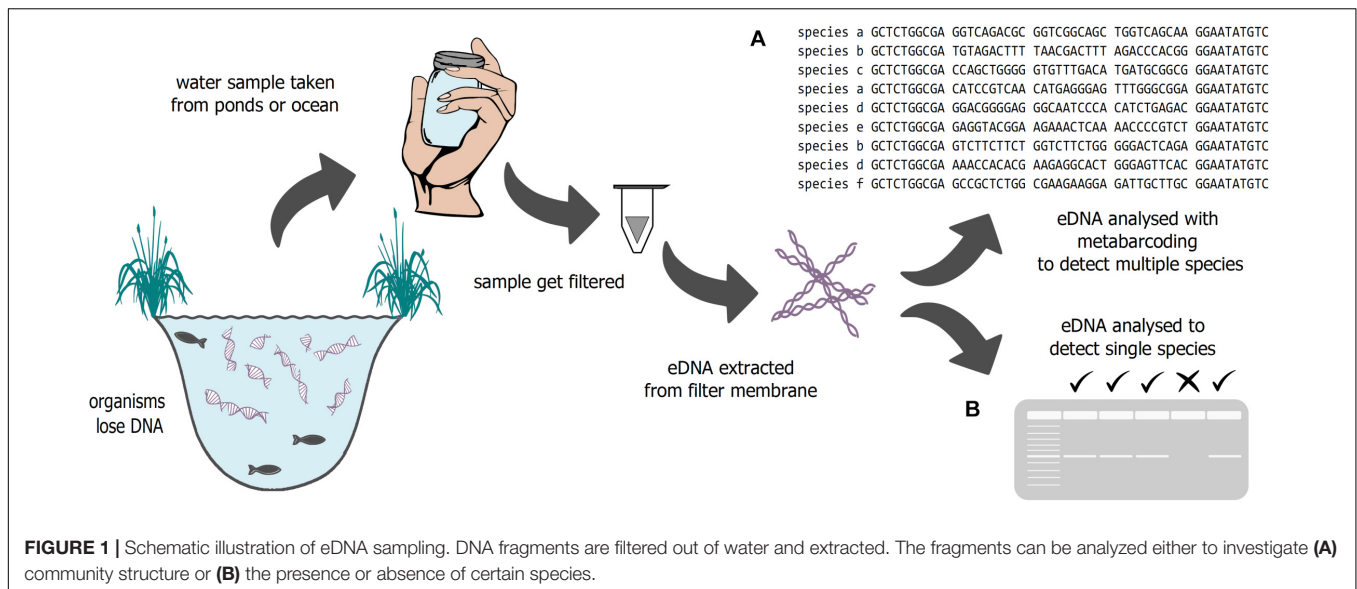 water sample taken
from ponds or ocean
organisms
lose DNA
sample get filtered
eDNA extracted
from filter membrane
A
species a GCTCTGGCGA GGTCAGACGC GGTCGGCAGC TGGTCAGCAA GGAATATGTC
species b GCTCTGGCGA TGTAGACTTT TAACGACTTT AGACCCACGG GGAATATGTC
species c GCTCTGGCGA CCAGCTGGGG GTGTTTGACA TGATGCGGCG GGAATATGTC
species a GCTCTGGCGA CATCCGTCAA CATGAGGGAG TTTGGGCGGA GGAATATGTC
species d GCTCTGGCGA GGACGGGGAG GGCAATCCCA CATCTGAGAC GGAATATGTC
species e GCTCTGGCGA GAGGTACGGA AGAAACTCAA AACCCCGTCT GGAATATGTC
species b GCTCTGGCGA GTCTTCTTCT GGTCTTCTGG GGGACTCAGA GGAATATGTC
species d GCTCTGGCGA AAACCACACG AAGAGGCACT GGGAGTTCAC GGAATATGTC
species f GCTCTGGCGA GCCGCTCTGG CGAAGAAGGA GATTGCTTGC GGAATATGTC
eDNA analysed with
metabarcoding
to detect multiple species
eDNA analysed to
detect single species
B
FIGURE 1 | Schematic illustration of eDNA sampling. DNA fragments are filtered out of water and extracted. The fragments can be analyzed either to investigate (A)
community structure or (B) the presence or absence of certain species.